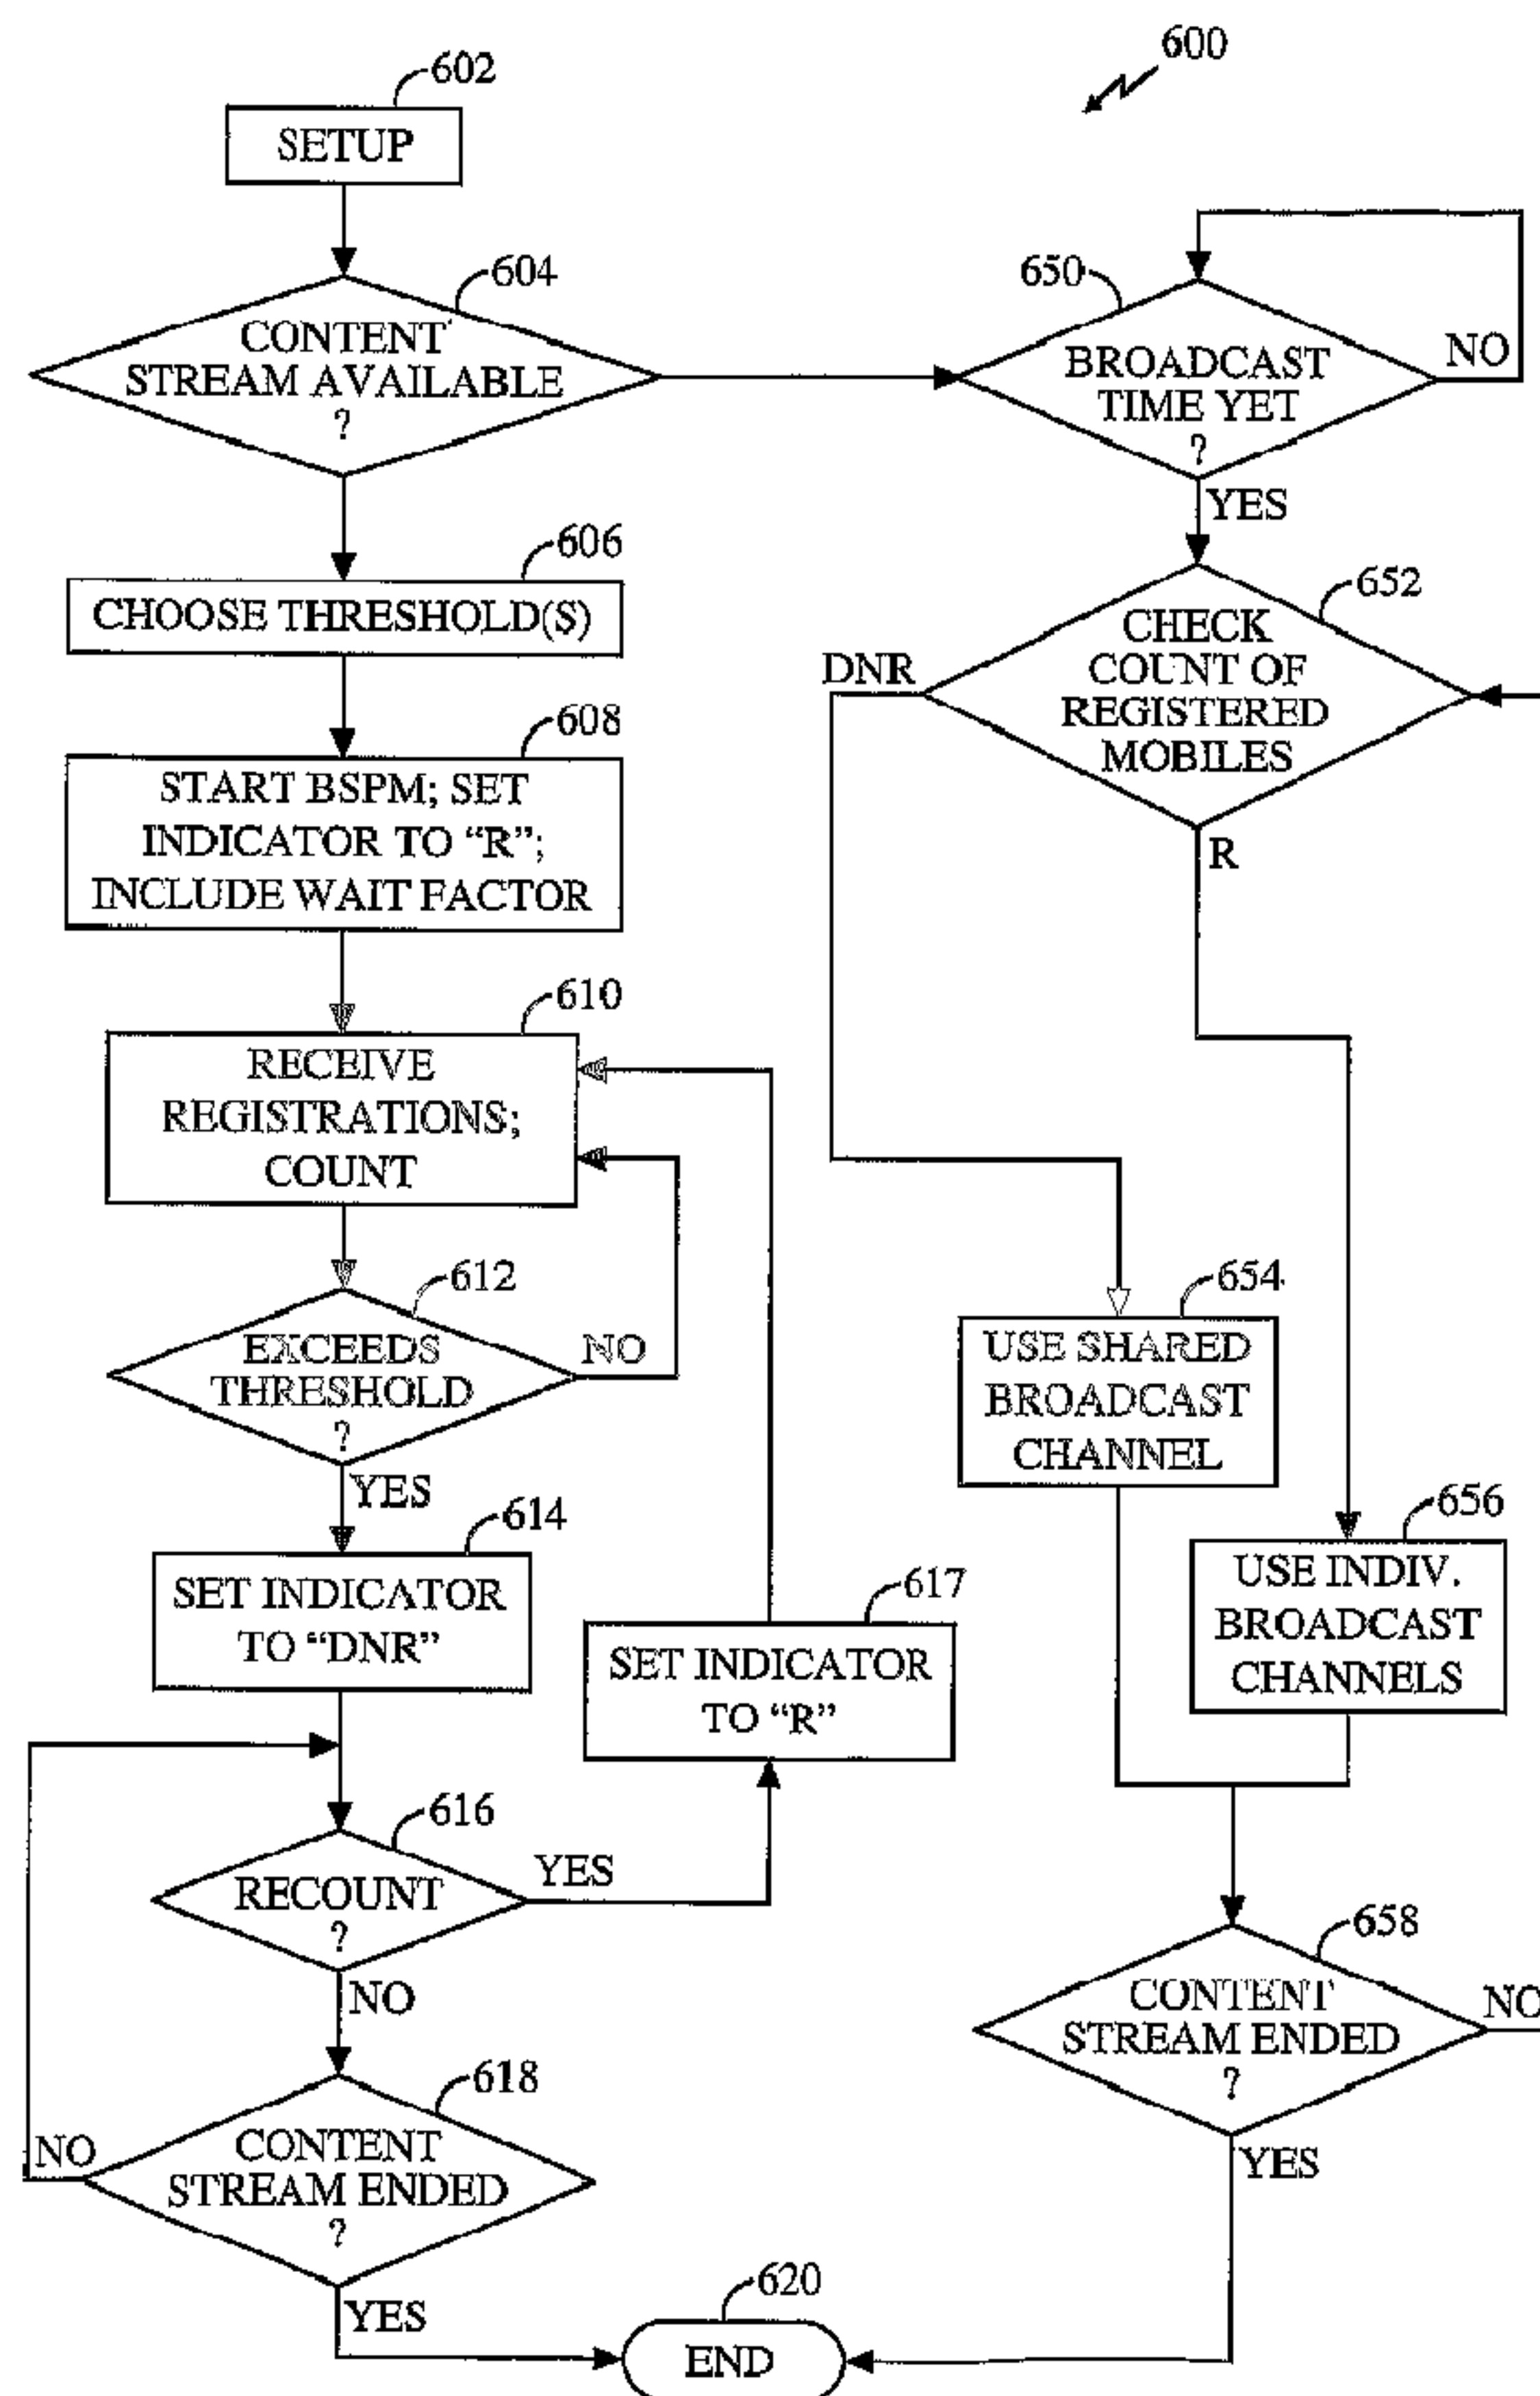 600
602
SETUP
604
CONTENT
STREAM AVAILABLE
?
650
BROADCAST
TIME YET
?
NO
YES
606
CHOOSE THRESHOLD(S)
652
CHECK
COUNT OF
REGISTERED
MOBILES
DNR
R
608
START BSPM; SET
INDICATOR TO “R”;
INCLUDE WAIT FACTOR
610
RECEIVE
REGISTRATIONS;
COUNT
612
EXCEEDS
THRESHOLD
?
NO
YES
654
USE SHARED
BROADCAST
CHANNEL
656
USE INDIV.
BROADCAST
CHANNELS
614
SET INDICATOR
TO “DNR”
617
SET INDICATOR
TO “R”
616
RECOUNT
?
YES
NO
658
CONTENT
STREAM ENDED
?
NO
YES
618
CONTENT
STREAM ENDED
?
NO
YES
620
END